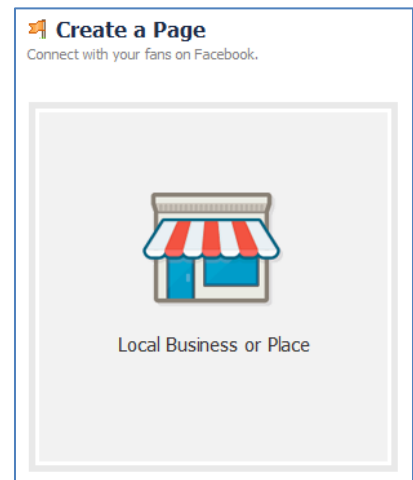 Create a Page
Connect with your fans on Facebook.
Local Business or Place